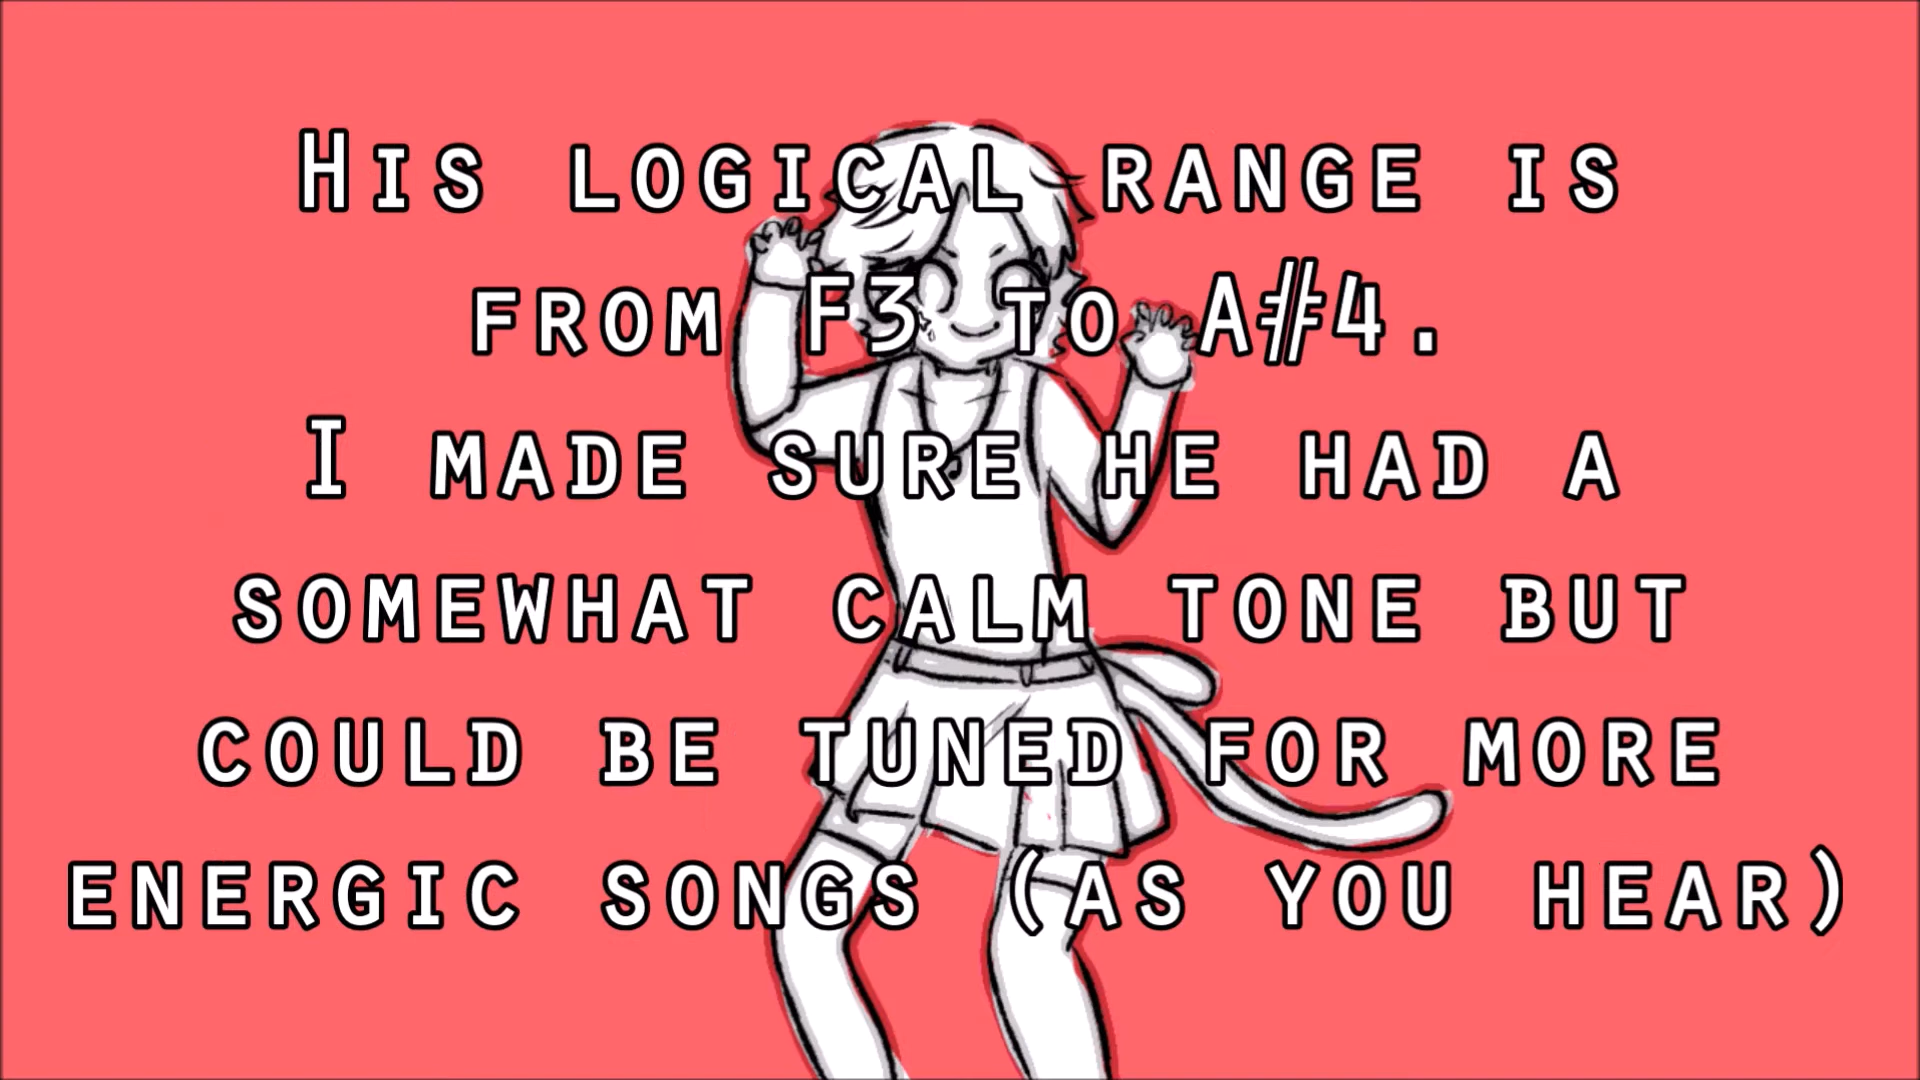 His logical range is
from F3 to A#4.
I made sure he had a
somewhat calm tone but
could be tuned for more
energic songs (as you hear)